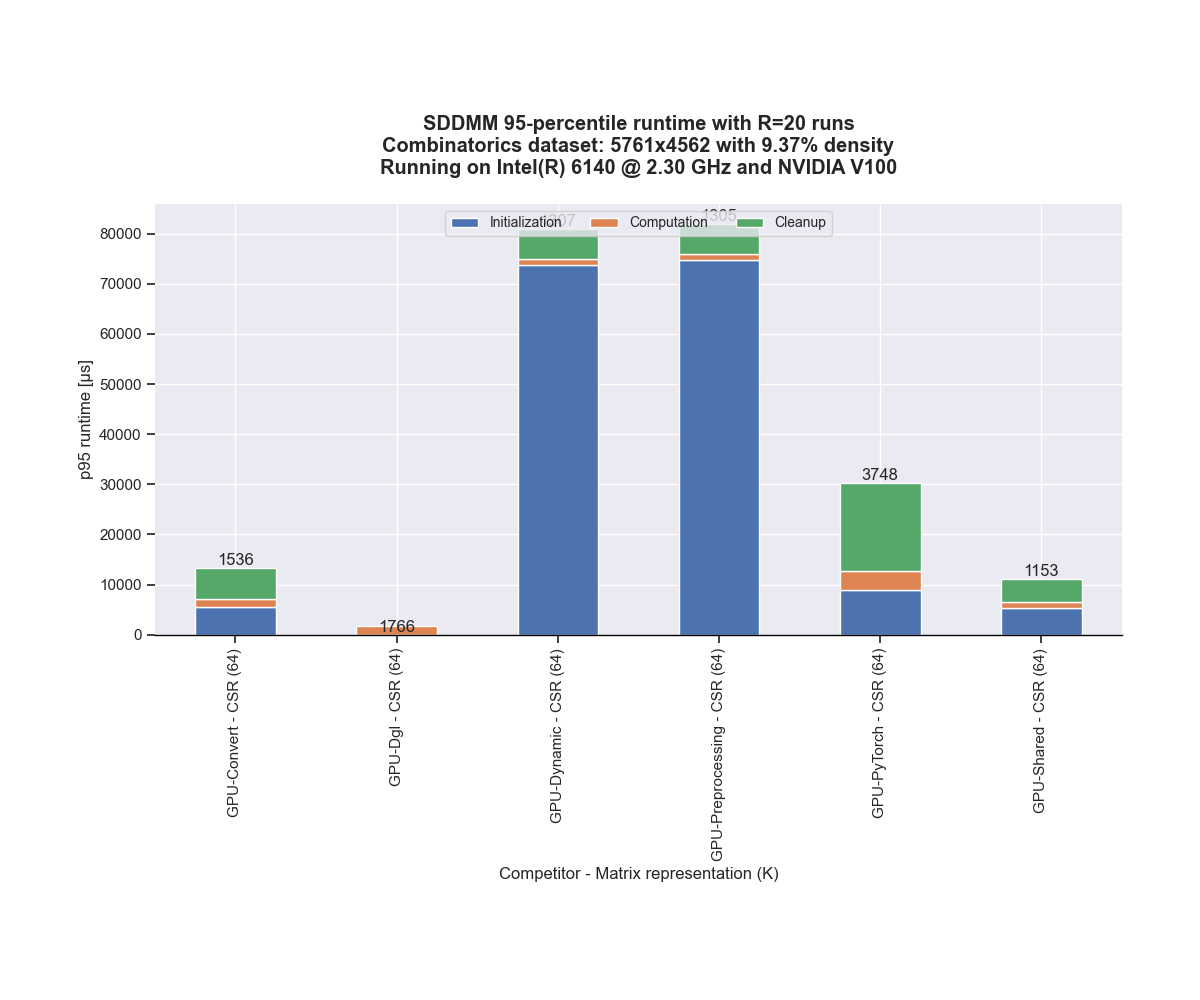 SDDMM 95-percentile runtime with R=20 runs
Combinatorics dataset: 5761x4562 with 9.37% density
Running on Intel(R) 6140 @ 2.30 GHz and NVIDIA V100
Initialization Computation Cleanup
1305
80000
70000
60000
50000
40000
30000
20000
10000
0
p95 runtime [µs]
1536
1766
3748
1153
GPU-Convert - CSR (64)
GPU-Dgl - CSR (64)
GPU-Dynamic - CSR (64)
GPU-Preprocessing - CSR (64)
GPU-PyTorch - CSR (64)
GPU-Shared - CSR (64)
Competitor - Matrix representation (K)